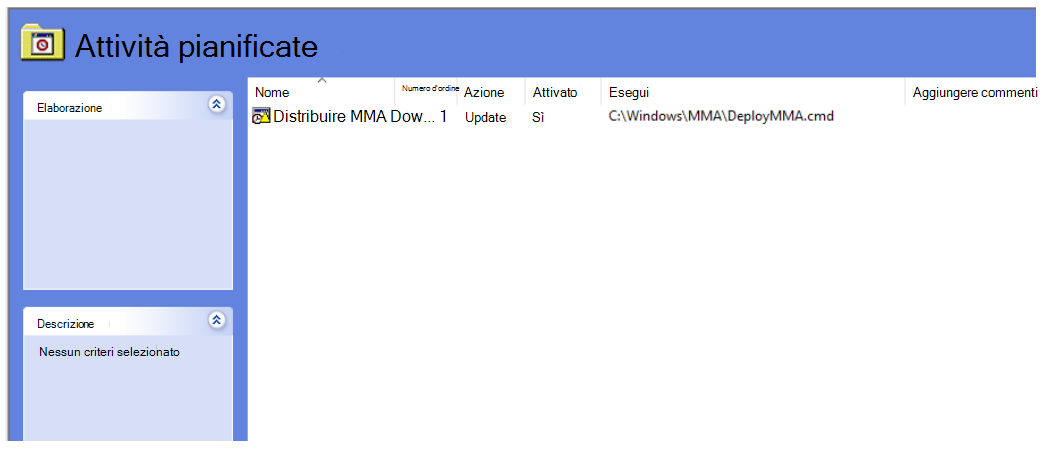 Attività pianificate
Elaborazione
Nome Numero d'ordine Azione Attivato Esegui Aggiungere commenti
Distribuire MMA Dow... 1 Update Sì C:\Windows\MMA\DeployMMA.cmd
Descrizione
Nessun criteri selezionato